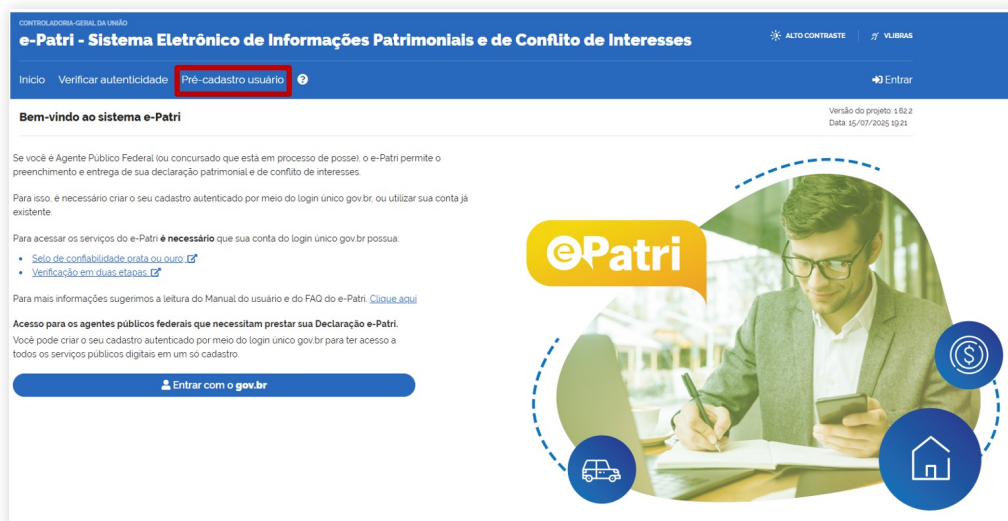 CONTROLADORIA-GERAL DA UNIÃO
e-Patri - Sistema Eletrônico de Informações Patrimoniais e de Conflito de Interesses
ALTO CONTRASTE
VLIBRAS
Início Verificar autenticidade Pré-cadastro usuário ?
Entrar
Bem-vindo ao sistema e-Patri
Versão do projeto: 1.62.2
Data: 15/07/2025 19:21
Se você é Agente Público Federal (ou concursado que está em processo de posse), o e-Patri permite o
preenchimento e entrega de sua declaração patrimonial e de conflito de interesses.
Para isso, é necessário criar o seu cadastro autenticado por meio do login único gov.br, ou utilizar sua conta já
existente.
Para acessar os serviços do e-Patri é necessário que sua conta do login único gov.br possua:
• Selo de confiabilidade prata ou ouro;
• Verificação em duas etapas.
Para mais informações sugerimos a leitura do Manual do usuário e do FAQ do e-Patri. Clique aqui
Acesso para os agentes públicos federais que necessitam prestar sua Declaração e-Patri.
Você pode criar o seu cadastro autenticado por meio do login único gov.br para ter acesso a
todos os serviços públicos digitais em um só cadastro.
Entrar com o gov.br
ePatri
$